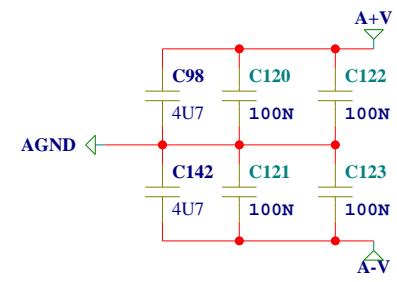 A+V
C98 C120 C122
4U7 100N 100N
AGND
C142 C121 C123
4U7 100N 100N
A-V